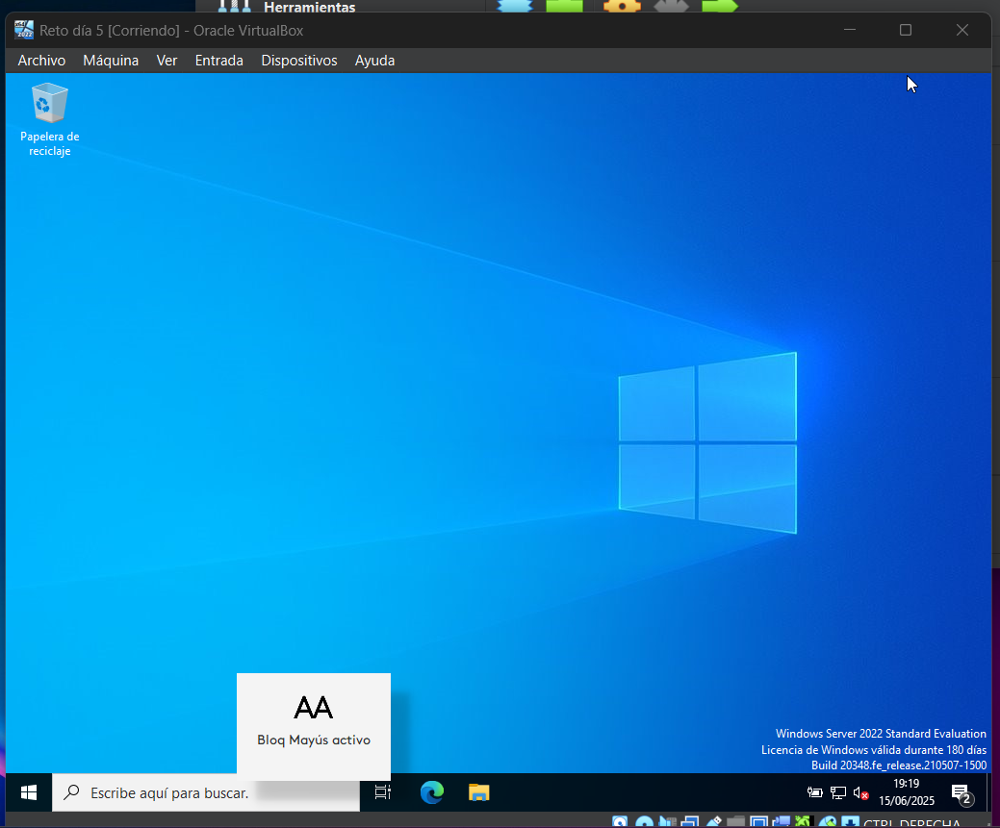 Herramientas
Reto día 5 [Corriendo] - Oracle VirtualBox
Archivo Máquina Ver Entrada Dispositivos Ayuda
Papelera de
reciclaje
AA
Bloq Mayús activo
Windows Server 2022 Standard Evaluation
Licencia de Windows válida durante 180 días
Build 20348.fe_release.210507-1500
Escribe aquí para buscar.
19:19
15/06/2025
2
CTRL DERECHA